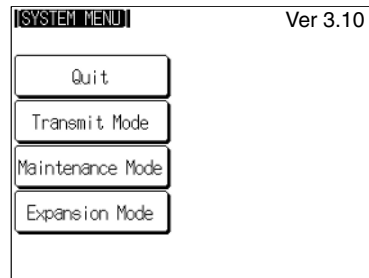 [SYSTEM MENU]
Ver 3.10
Quit
Transmit Mode
Maintenance Mode
Expansion Mode